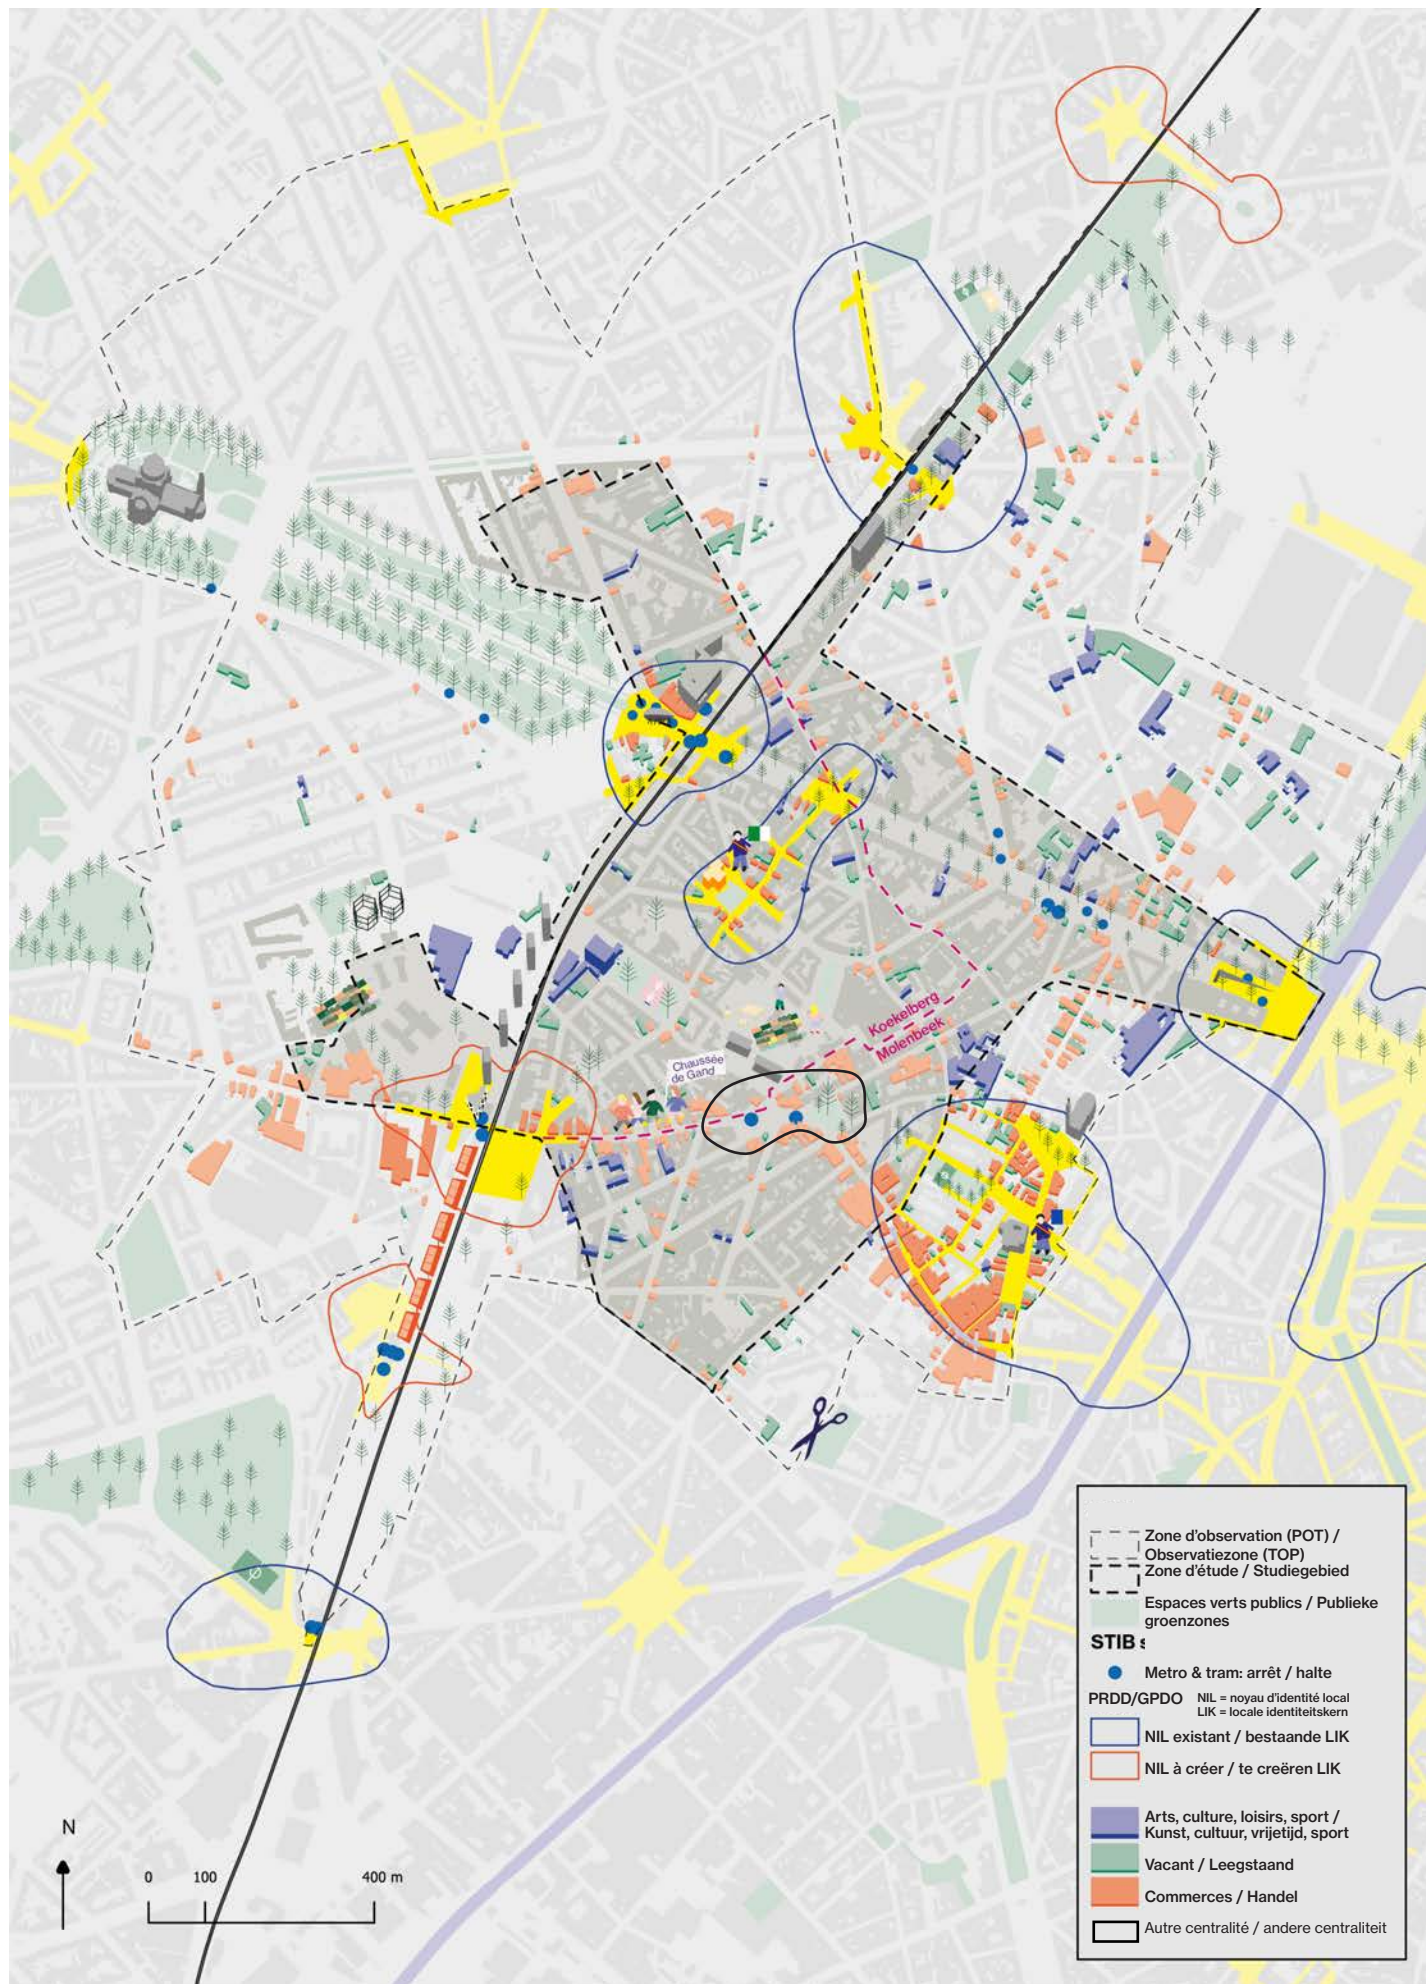 Koekelberg
Molenbeek
Chaussée
de Gand
Zone d'observation (POT) /
Observatiezone (TOP)
Zone d'étude / Studiegebied
Espaces verts publics / Publieke
groenzones
STIB s
Metro & tram: arrêt / halte
PRDD/GPDO
NIL = noyau d'identité local
LIK = locale identiteitskern
NIL existant / bestaande LIK
NIL à créer / te creëren LIK
Arts, culture, loisirs, sport /
Kunst, cultuur, vrijetijd, sport
Vacant / Leegstaand
Commerces / Handel
Autre centralité / andere centraliteit
N
0 100 400 m